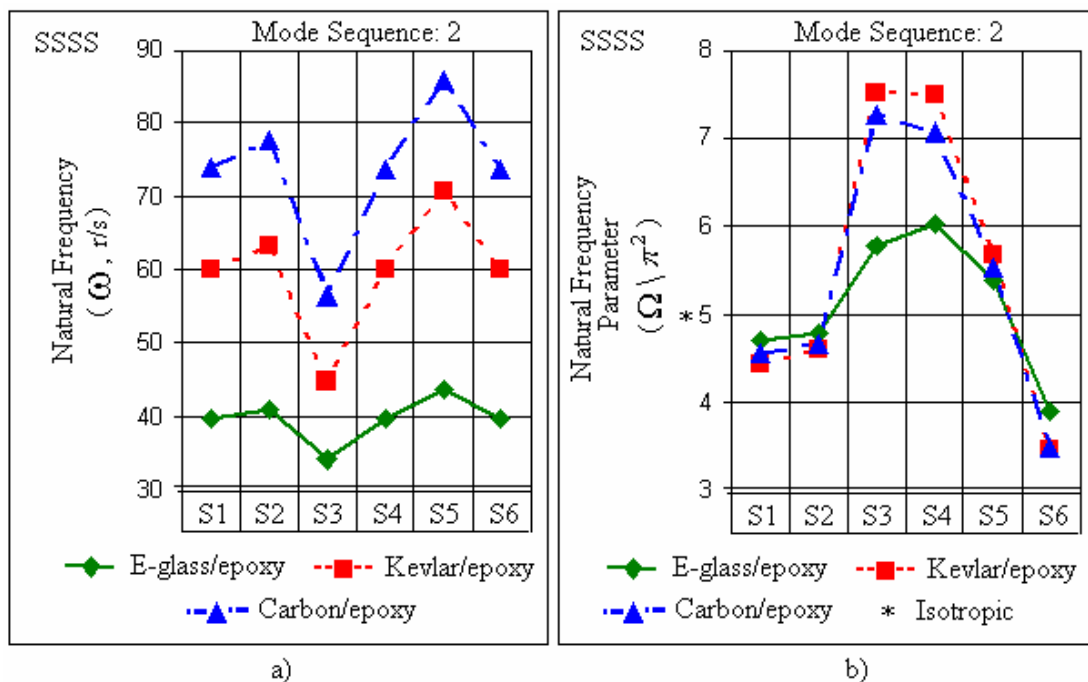 SSSS
Mode Sequence: 2
90
80
70
60
50
40
30
Natural Frequency
( ω , r/s)
S1 S2 S3 S4 S5 S6
E-glass/epoxy Kevlar/epoxy
Carbon/epoxy
a)
SSSS
Mode Sequence: 2
8
7
6
5
4
3
Natural Frequency
Parameter
( Ω \ π² )
*
S1 S2 S3 S4 S5 S6
E-glass/epoxy Kevlar/epoxy
Carbon/epoxy * Isotropic
b)